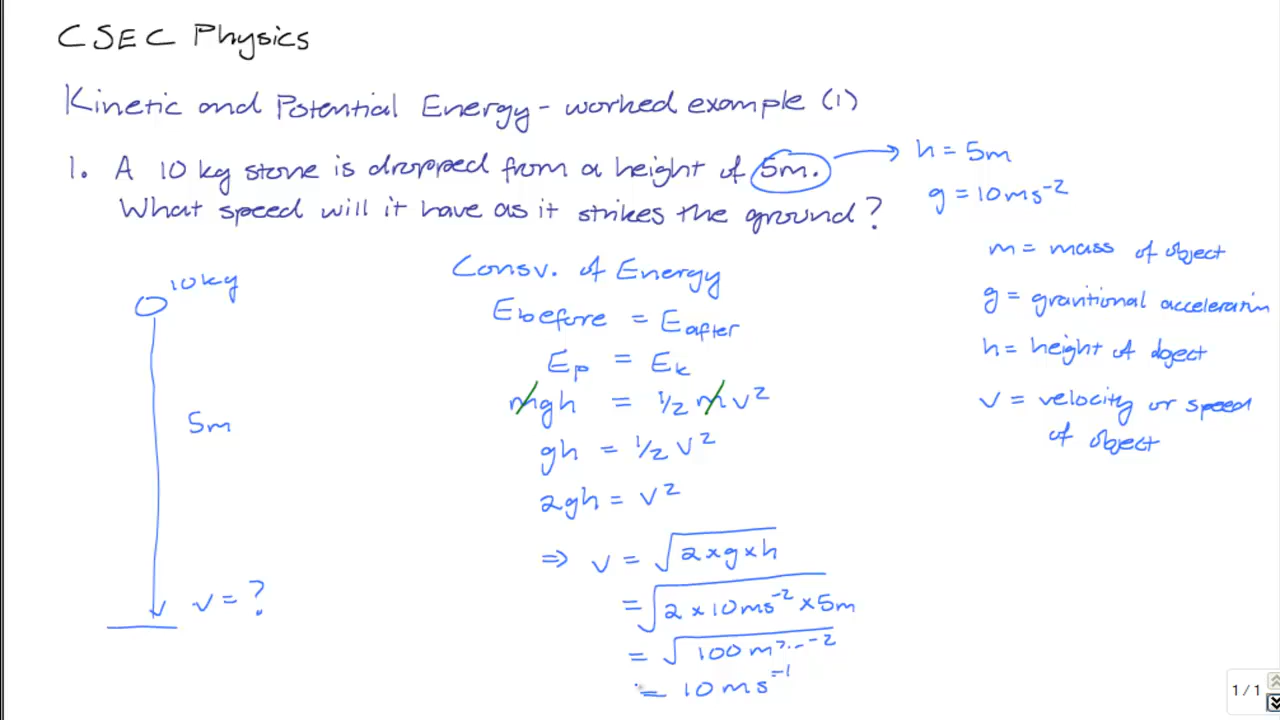 CSEC Physics
Kinetic and Potential Energy - worked example (1)
1. A 10 kg stone is dropped from a height of 5m.
What speed will it have as it strikes the ground?
h = 5m
g = 10ms⁻²
m = mass of object
g = gravitional acceleration
h = height of object
v = velocity or speed
of object
10kg
5m
v = ?
Consv. of Energy
Ebefore = Eafter
Ep = Ek
mgh = 1/2 mv²
gh = 1/2 v²
2gh = v²
⇒ v = √2×g×h
= √2 × 10ms⁻² × 5m
= √100 m² s⁻²
= 10 ms⁻¹
1 / 1